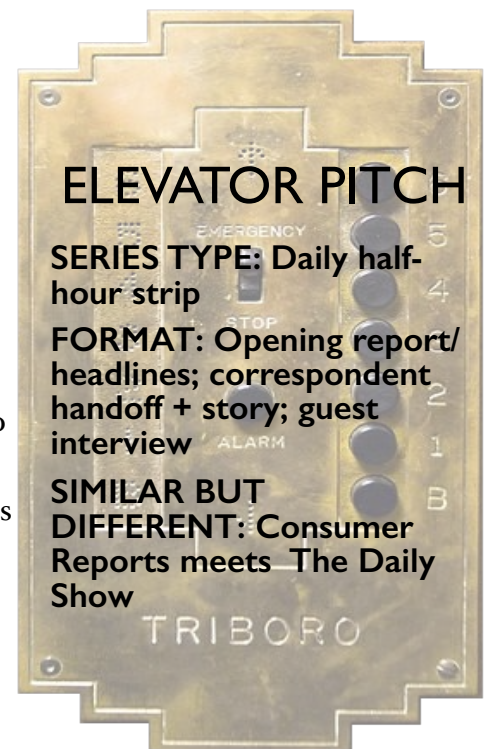 ELEVATOR PITCH
SERIES TYPE: Daily half-
hour strip
FORMAT: Opening report/
headlines; correspondent
handoff + story; guest
interview
SIMILAR BUT
DIFFERENT: Consumer
Reports meets The Daily
Show
EMERGENCY
STOP
ALARM
5
4
2
1
B
TRIBORO